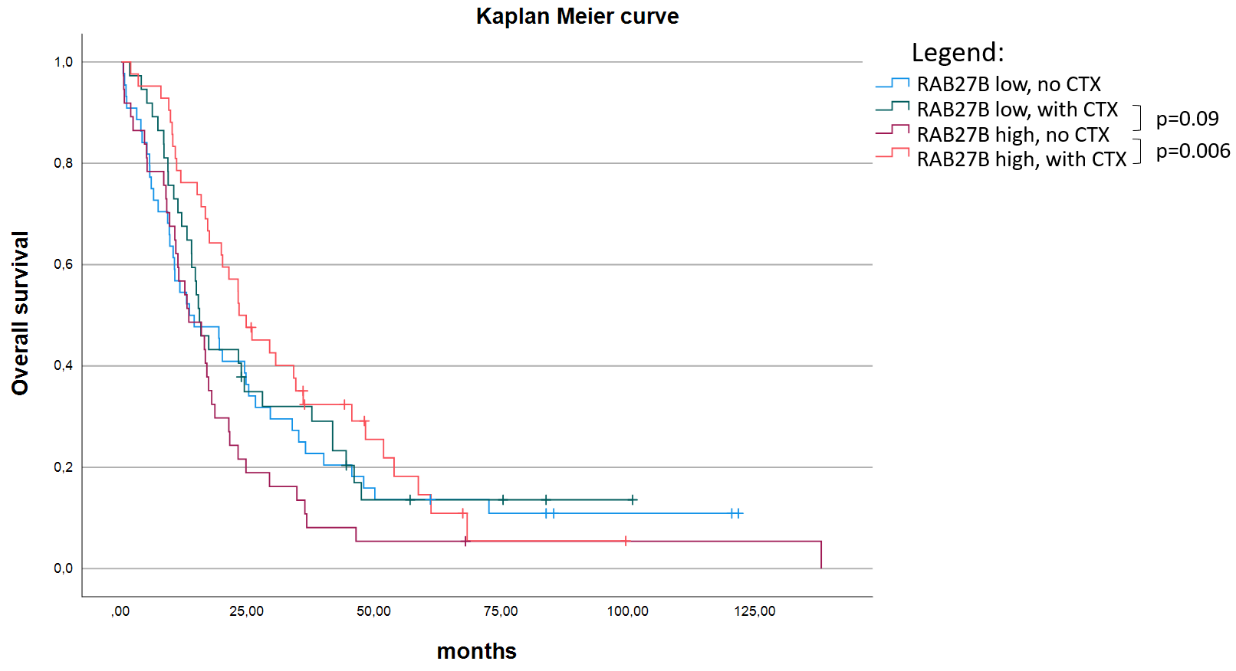 Kaplan Meier curve
Legend:
RAB27B low, no CTX
RAB27B low, with CTX
RAB27B high, no CTX
RAB27B high, with CTX
p=0.09
p=0.006
Overall survival
1,0
0,8
0,6
0,4
0,2
0,0
,00 25,00 50,00 75,00 100,00 125,00
months